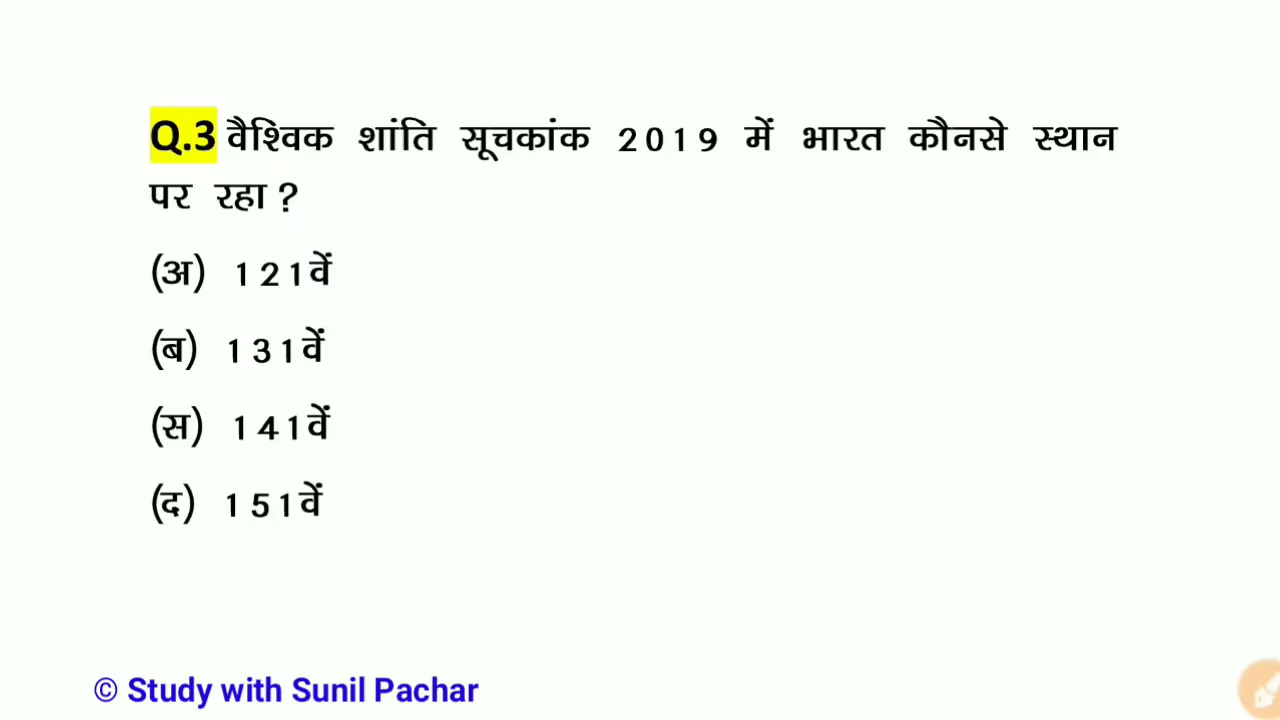 Q.3 वैश्विक शांति सूचकांक 2019 में भारत कौनसे स्थान
पर रहा?
(अ) 121वें
(ब) 131वें
(स) 141वें
(द) 151वें
© Study with Sunil Pachar